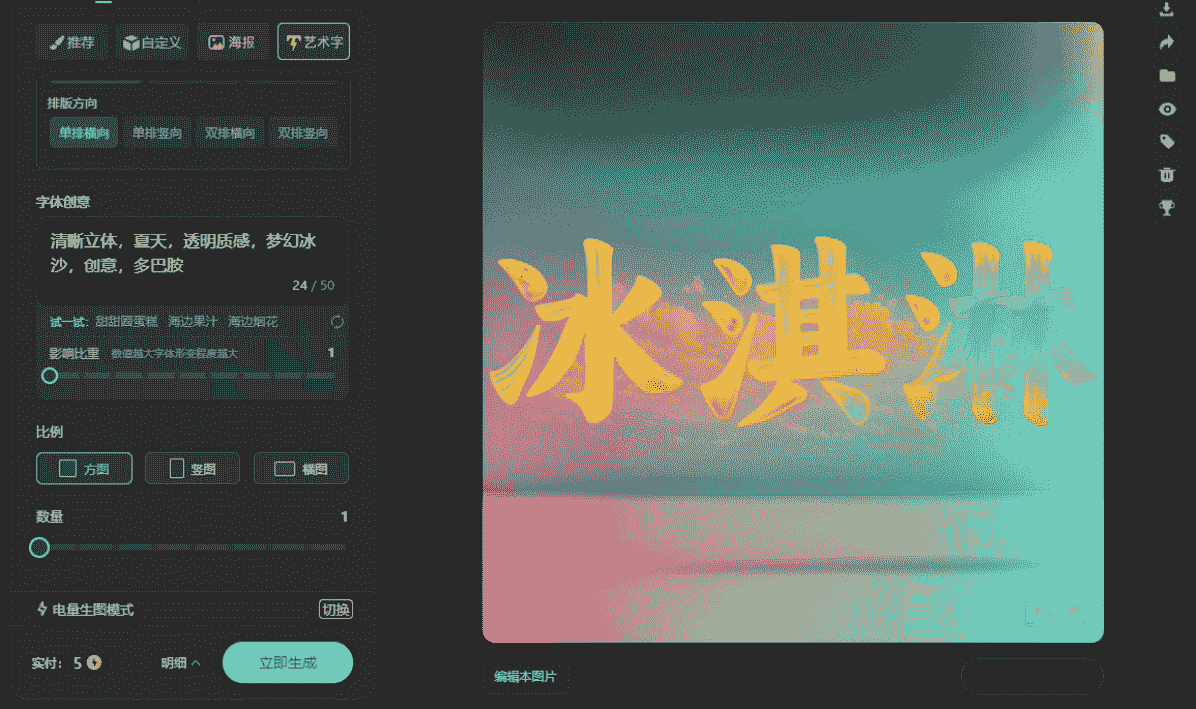 推荐 自定义 海报 艺术字
排版方向
单排横向 单排竖向 双排横向 双排竖向
字体创意
清晰立体，夏天，透明质感，梦幻冰
沙，创意，多巴胺
24 / 50
试一试： 甜甜圈蛋糕 海边果汁 海边烟花
影响比重 数值越大字体形变程度越大 1
比例
方图 竖图 横图
数量 1
电量生图模式 切换
实付： 5 明细 立即生成
冰淇淋
编辑本图片